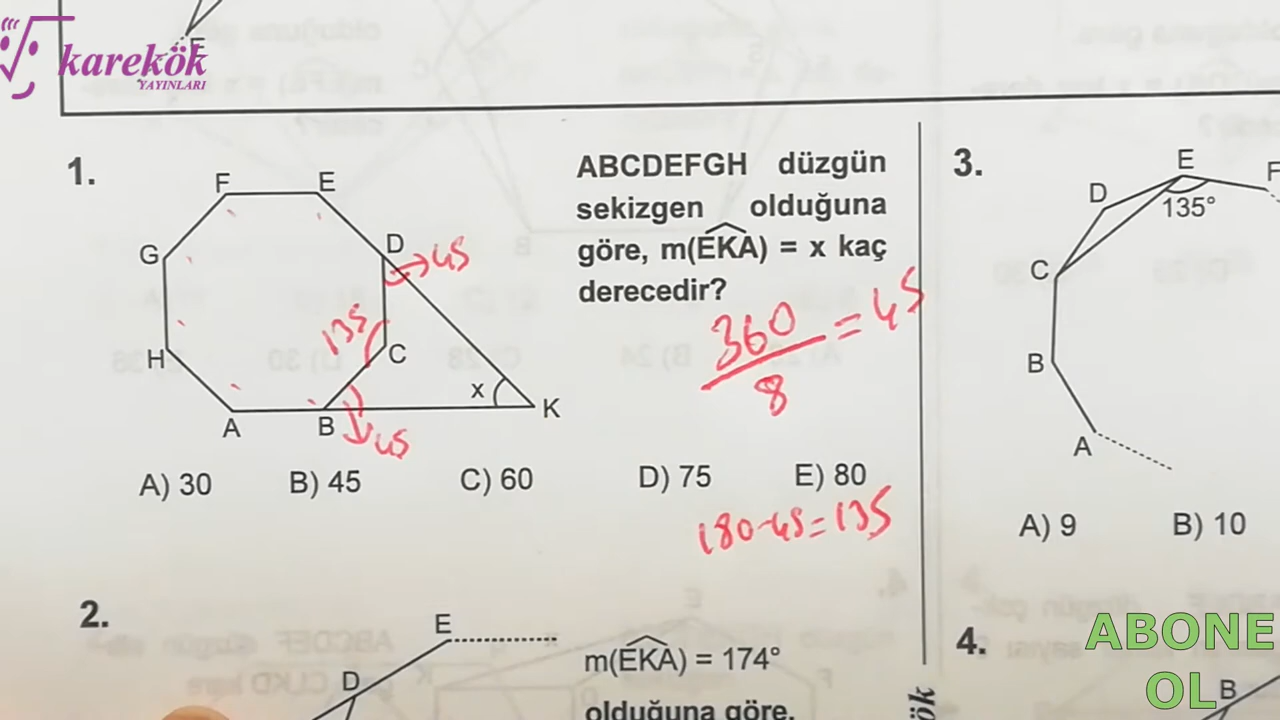 E
karekök
YAYINLARI
1.
F
E
G
D
45
H
135
C
x
K
A
B
45
ABCDEFGH düzgün
sekizgen olduğuna
göre, m(EKA) = x kaç
derecedir?
360
8
= 45
A) 30 B) 45 C) 60 D) 75 E) 80
180-45=135
2.
E
D
m(EKA) = 174°
olduğuna göre,
3.
E
F
D
135°
C
B
A
A) 9 B) 10
4.
B
ABONE
OL
ök